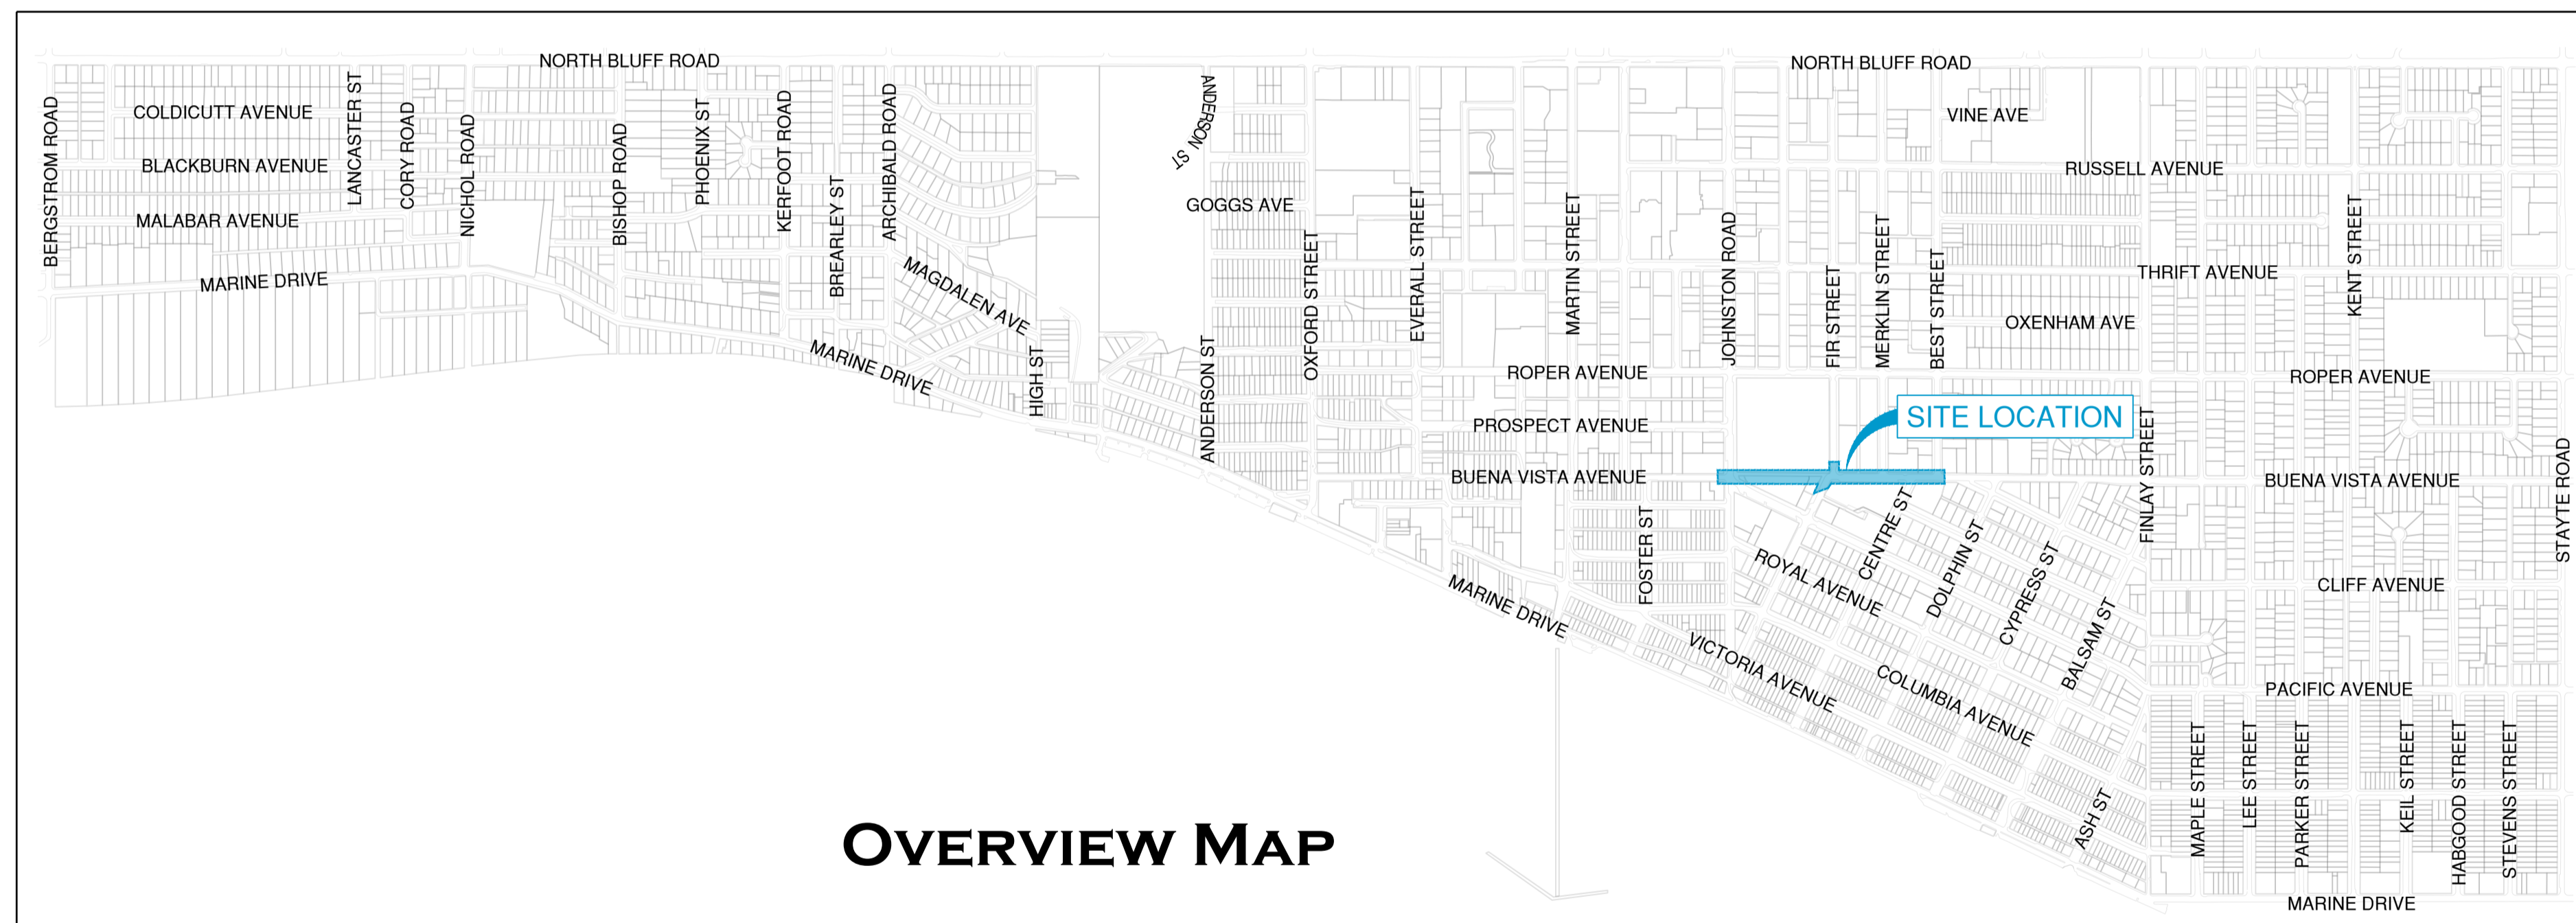 NORTH BLUFF ROAD
NORTH BLUFF ROAD
BERGSTROM ROAD
COLDICUTT AVENUE
BLACKBURN AVENUE
MALABAR AVENUE
MARINE DRIVE
LANCASTER ST
CORY ROAD
NICHOL ROAD
BISHOP ROAD
PHOENIX ST
KERFOOT ROAD
BREARLEY ST
ARCHIBALD ROAD
MAGDALEN AVE
MARINE DRIVE
HIGH ST
ANDERSON ST
GOGGS AVE
ANDERSON ST
OXFORD STREET
EVERALL STREET
MARTIN STREET
JOHNSTON ROAD
FIR STREET
MERKLIN STREET
BEST STREET
VINE AVE
RUSSELL AVENUE
THRIFT AVENUE
OXENHAM AVE
KENT STREET
ROPER AVENUE
ROPER AVENUE
PROSPECT AVENUE
SITE LOCATION
BUENA VISTA AVENUE
BUENA VISTA AVENUE
FINLAY STREET
STAYTE ROAD
FOSTER ST
CENTRE ST
DOLPHIN ST
CYPRESS ST
BALSAM ST
ROYAL AVENUE
CLIFF AVENUE
MARINE DRIVE
VICTORIA AVENUE
COLUMBIA AVENUE
PACIFIC AVENUE
ASH ST
MAPLE STREET
LEE STREET
PARKER STREET
KEIL STREET
HABGOOD STREET
STEVENS STREET
MARINE DRIVE
OVERVIEW MAP